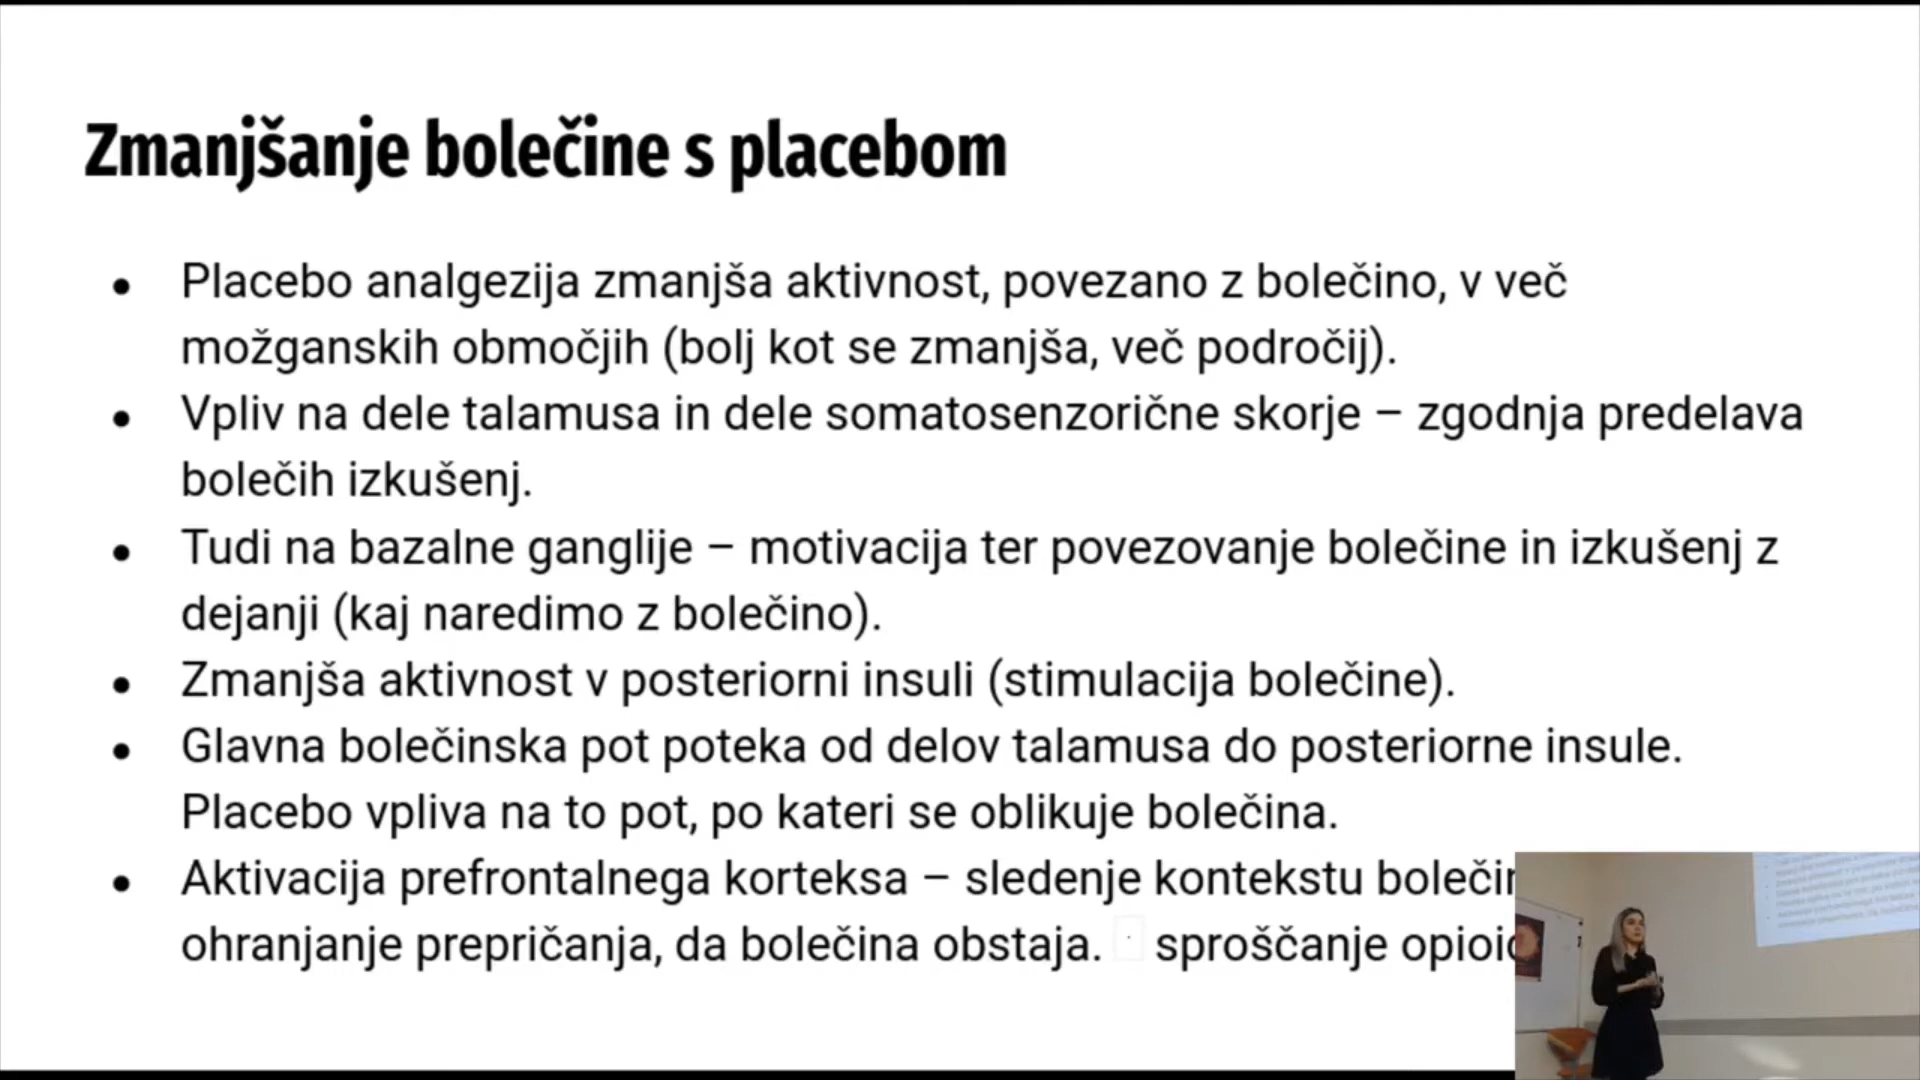 Zmanjšanje bolečine s placebom
● Placebo analgezija zmanjša aktivnost, povezano z bolečino, v več
možganskih območjih (bolj kot se zmanjša, več področij).
● Vpliv na dele talamusa in dele somatosenzorične skorje – zgodnja predelava
bolečih izkušenj.
● Tudi na bazalne ganglije – motivacija ter povezovanje bolečine in izkušenj z
dejanji (kaj naredimo z bolečino).
● Zmanjša aktivnost v posteriorni insuli (stimulacija bolečine).
● Glavna bolečinska pot poteka od delov talamusa do posteriorne insule.
Placebo vpliva na to pot, po kateri se oblikuje bolečina.
● Aktivacija prefrontalnega korteksa – sledenje kontekstu
ohranjanje prepričanja, da bolečina obstaja. sproščanje